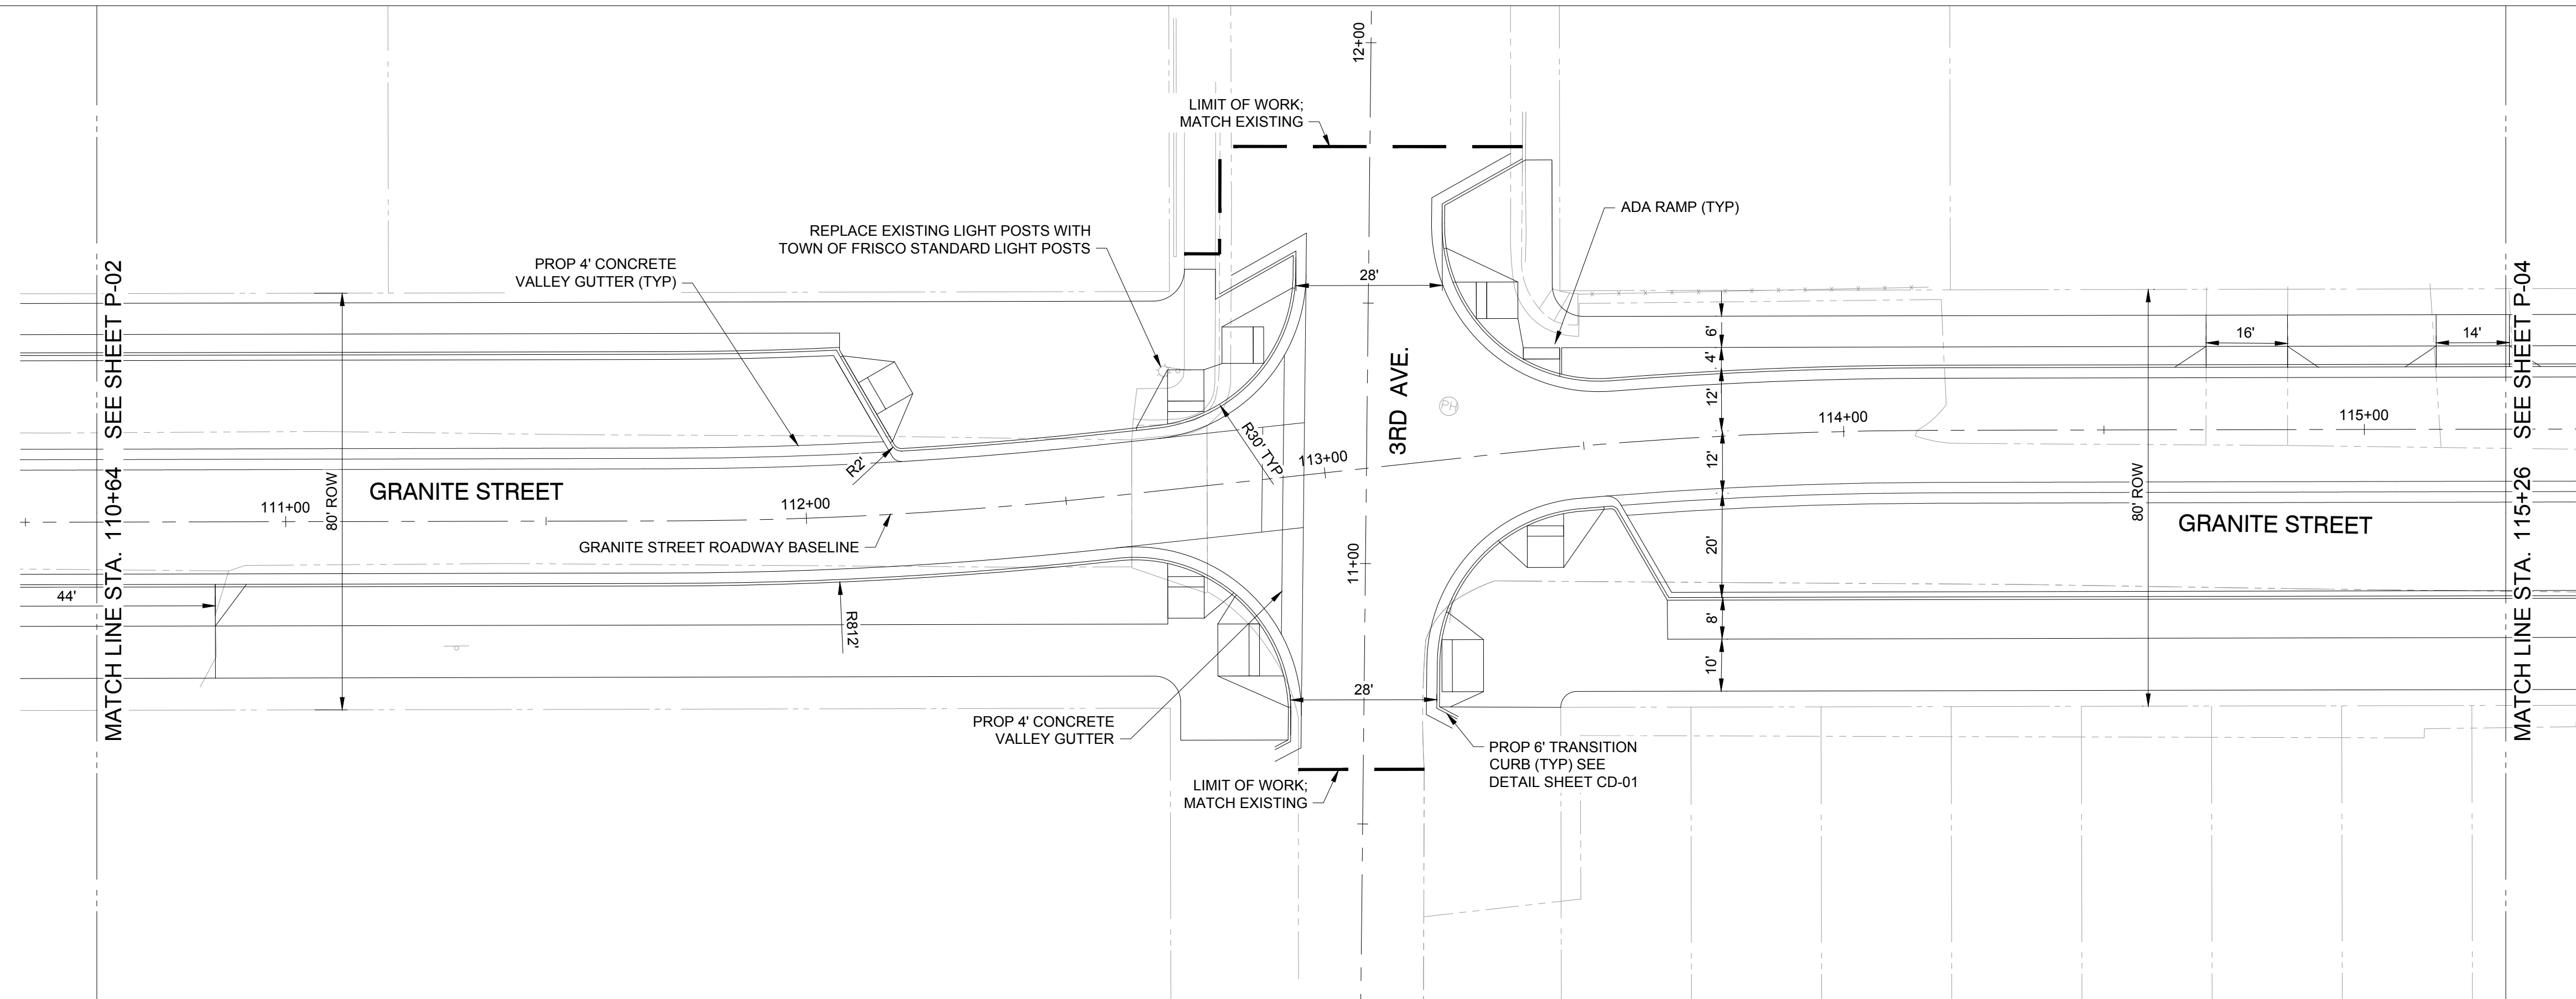 12+00
LIMIT OF WORK;
MATCH EXISTING
ADA RAMP (TYP)
REPLACE EXISTING LIGHT POSTS WITH
TOWN OF FRISCO STANDARD LIGHT POSTS
PROP 4' CONCRETE
VALLEY GUTTER (TYP)
28'
MATCH LINE STA. 110+64 SEE SHEET P-02
80' ROW
R2'
R30' TYP
3RD AVE.
PH
6'
4'
12'
12'
20'
8'
10'
16'
14'
113+00
114+00
115+00
GRANITE STREET
111+00
112+00
GRANITE STREET ROADWAY BASELINE
11+00
80' ROW
GRANITE STREET
MATCH LINE STA. 115+26 SEE SHEET P-04
44'
R812'
28'
PROP 4' CONCRETE
VALLEY GUTTER
PROP 6' TRANSITION
CURB (TYP) SEE
DETAIL SHEET CD-01
LIMIT OF WORK;
MATCH EXISTING